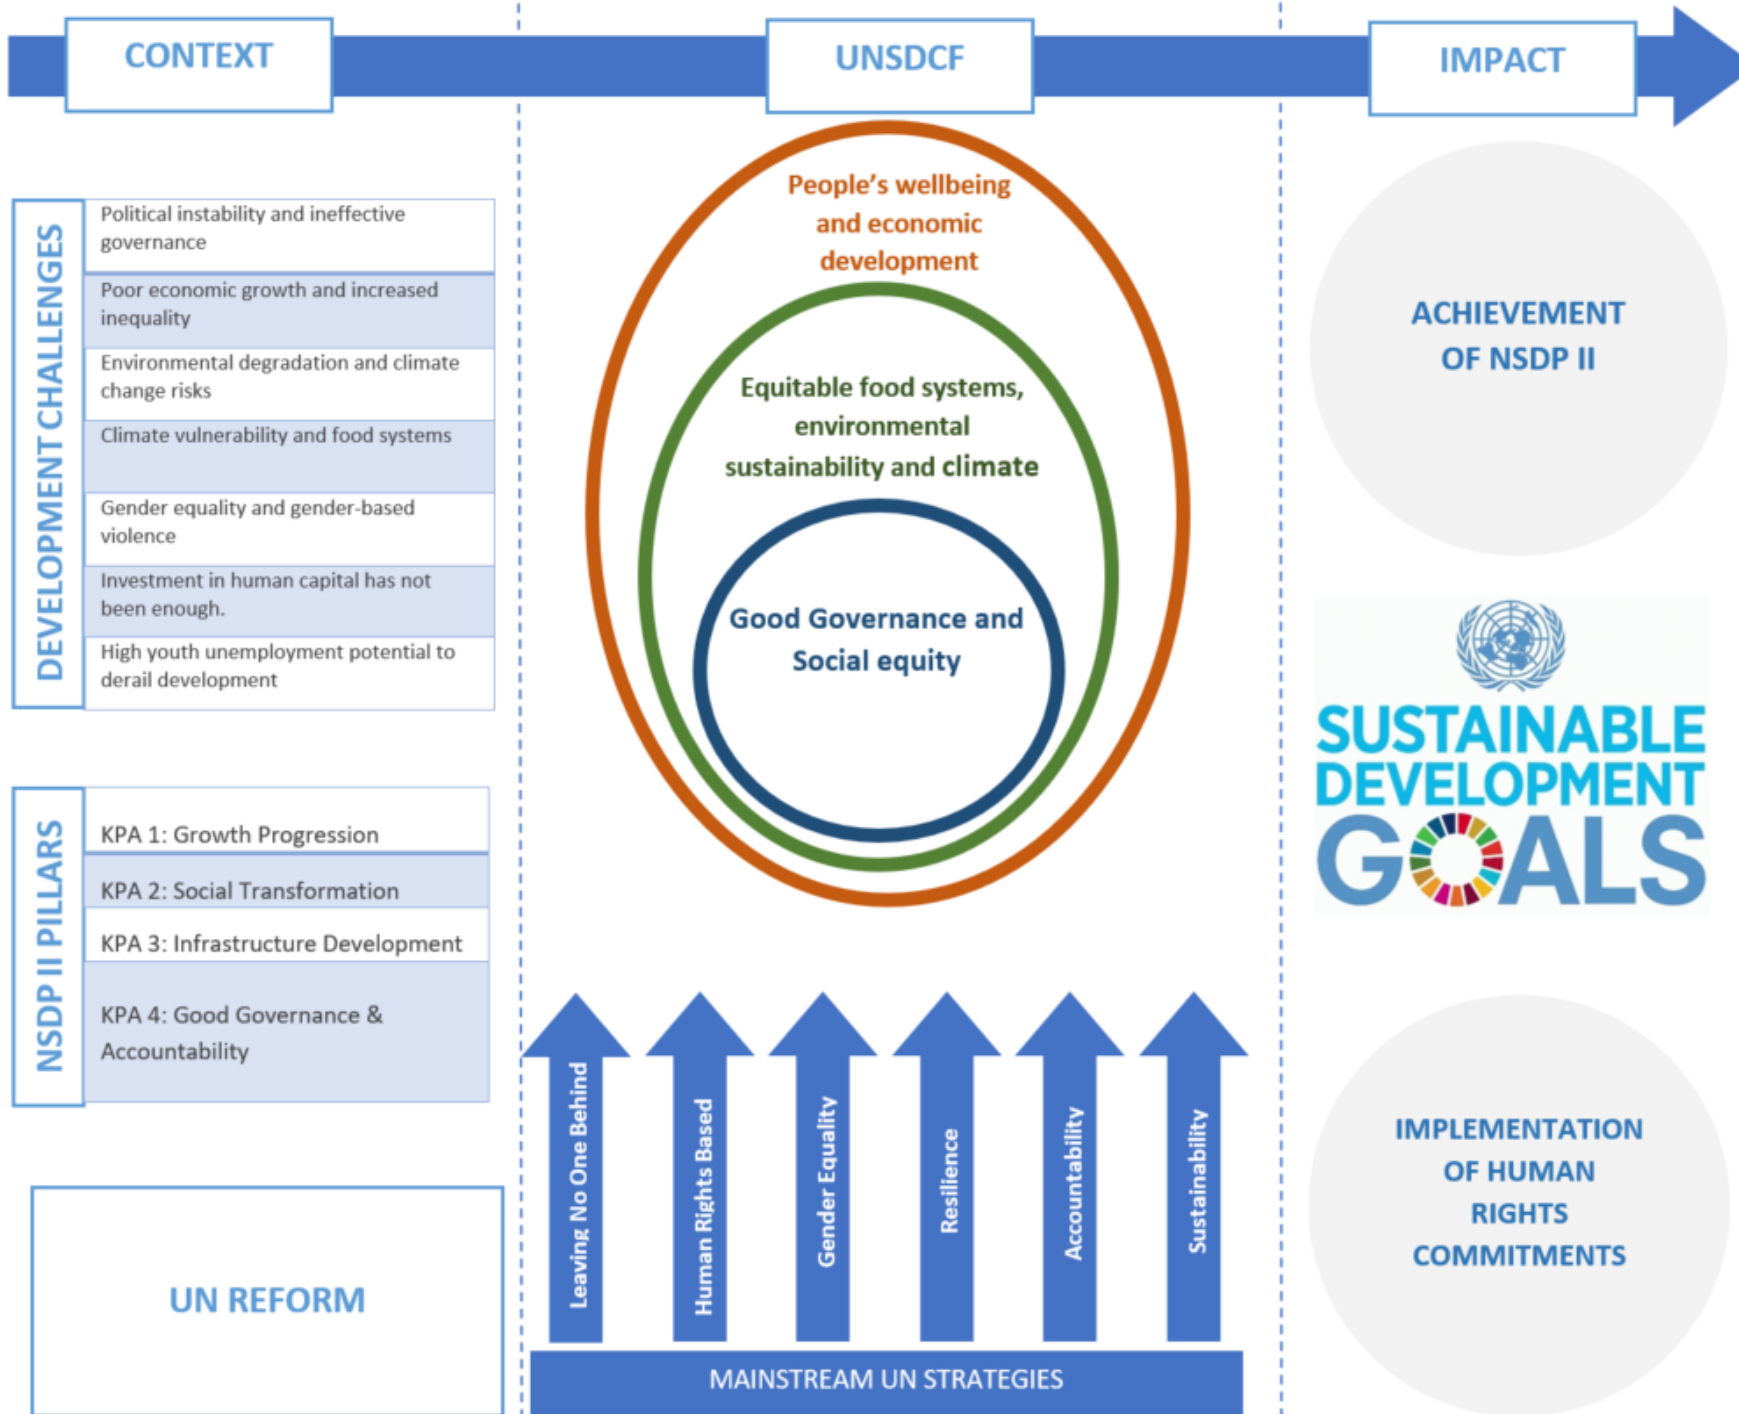 CONTEXT
UNSDCF
IMPACT
DEVELOPMENT CHALLENGES
Political instability and ineffective
governance
Poor economic growth and increased
inequality
Environmental degradation and climate
change risks
Climate vulnerability and food systems
Gender equality and gender-based
violence
Investment in human capital has not
been enough.
High youth unemployment potential to
derail development
NSDP II PILLARS
KPA 1: Growth Progression
KPA 2: Social Transformation
KPA 3: Infrastructure Development
KPA 4: Good Governance &
Accountability
UN REFORM
People's wellbeing
and economic
development
Equitable food systems,
environmental
sustainability and climate
Good Governance and
Social equity
Leaving No One Behind
Human Rights Based
Gender Equality
Resilience
Accountability
Sustainability
MAINSTREAM UN STRATEGIES
ACHIEVEMENT
OF NSDP II
SUSTAINABLE
DEVELOPMENT
GOALS
IMPLEMENTATION
OF HUMAN
RIGHTS
COMMITMENTS